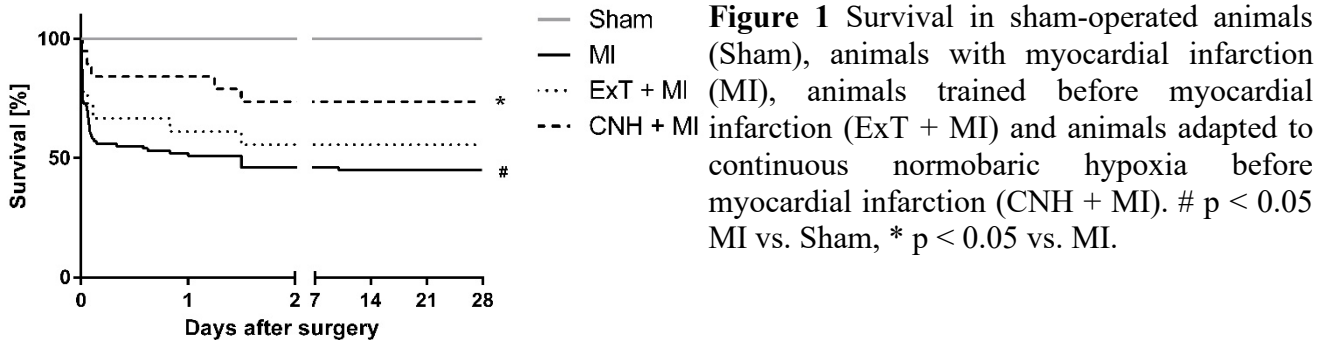 Sham
MI
ExT + MI
CNH + MI
100
50
0
Survival [%]
*
#
0 1 2 7 14 21 28
Days after surgery
Figure 1 Survival in sham-operated animals
(Sham), animals with myocardial infarction
(MI), animals trained before myocardial
infarction (ExT + MI) and animals adapted to
continuous normobaric hypoxia before
myocardial infarction (CNH + MI). # p < 0.05
MI vs. Sham, * p < 0.05 vs. MI.